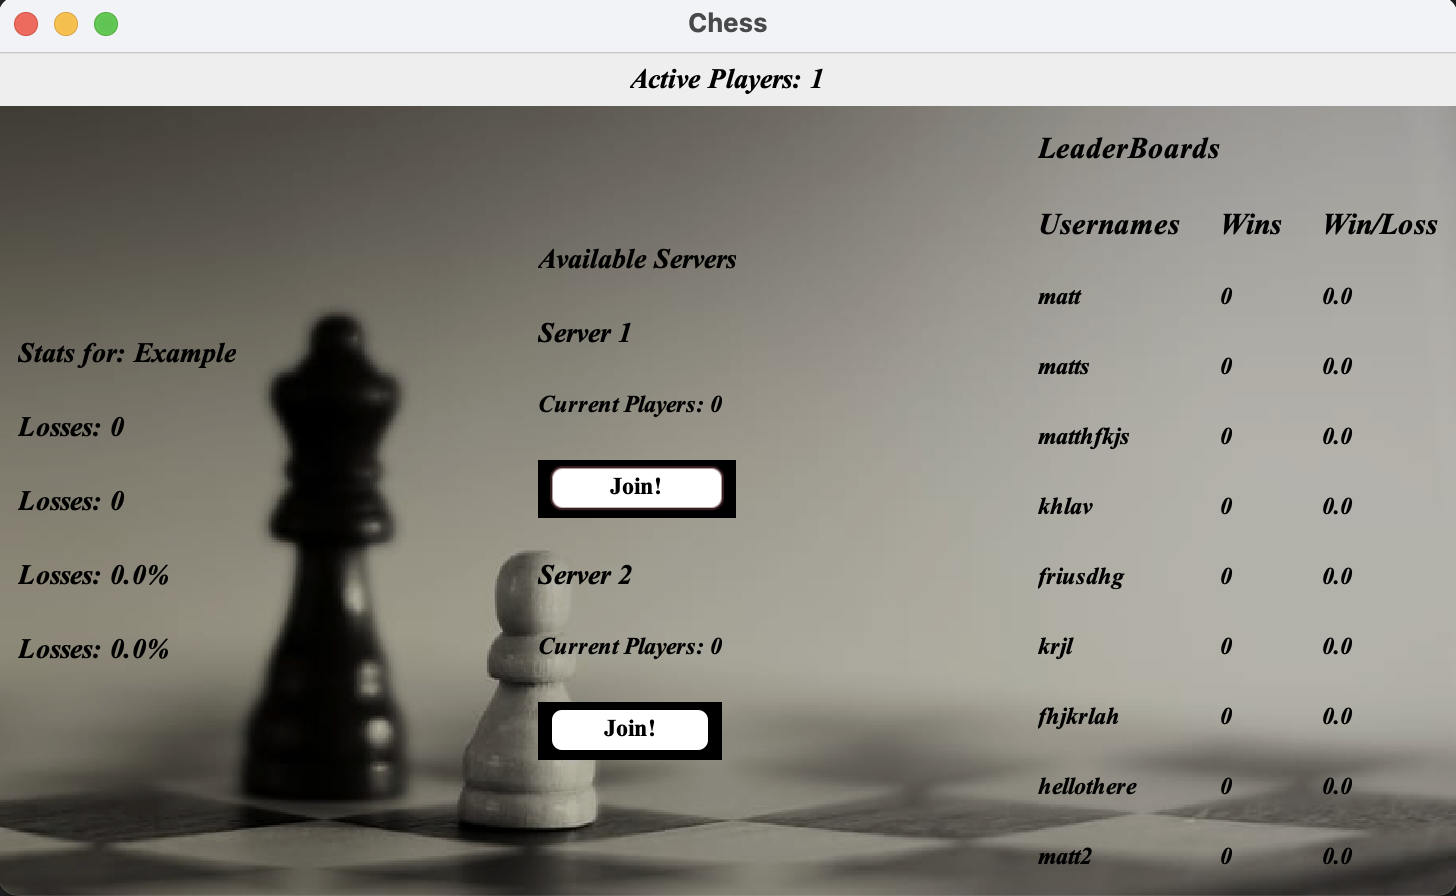 Chess
Active Players: 1
Stats for: Example
Losses: 0
Losses: 0
Losses: 0.0%
Losses: 0.0%
Available Servers
Server 1
Current Players: 0
Join!
Server 2
Current Players: 0
Join!
LeaderBoards
Usernames Wins Win/Loss
matt 0 0.0
matts 0 0.0
matthfkjs 0 0.0
khlav 0 0.0
friusdhg 0 0.0
krjl 0 0.0
fhjkrlah 0 0.0
hellothere 0 0.0
matt2 0 0.0